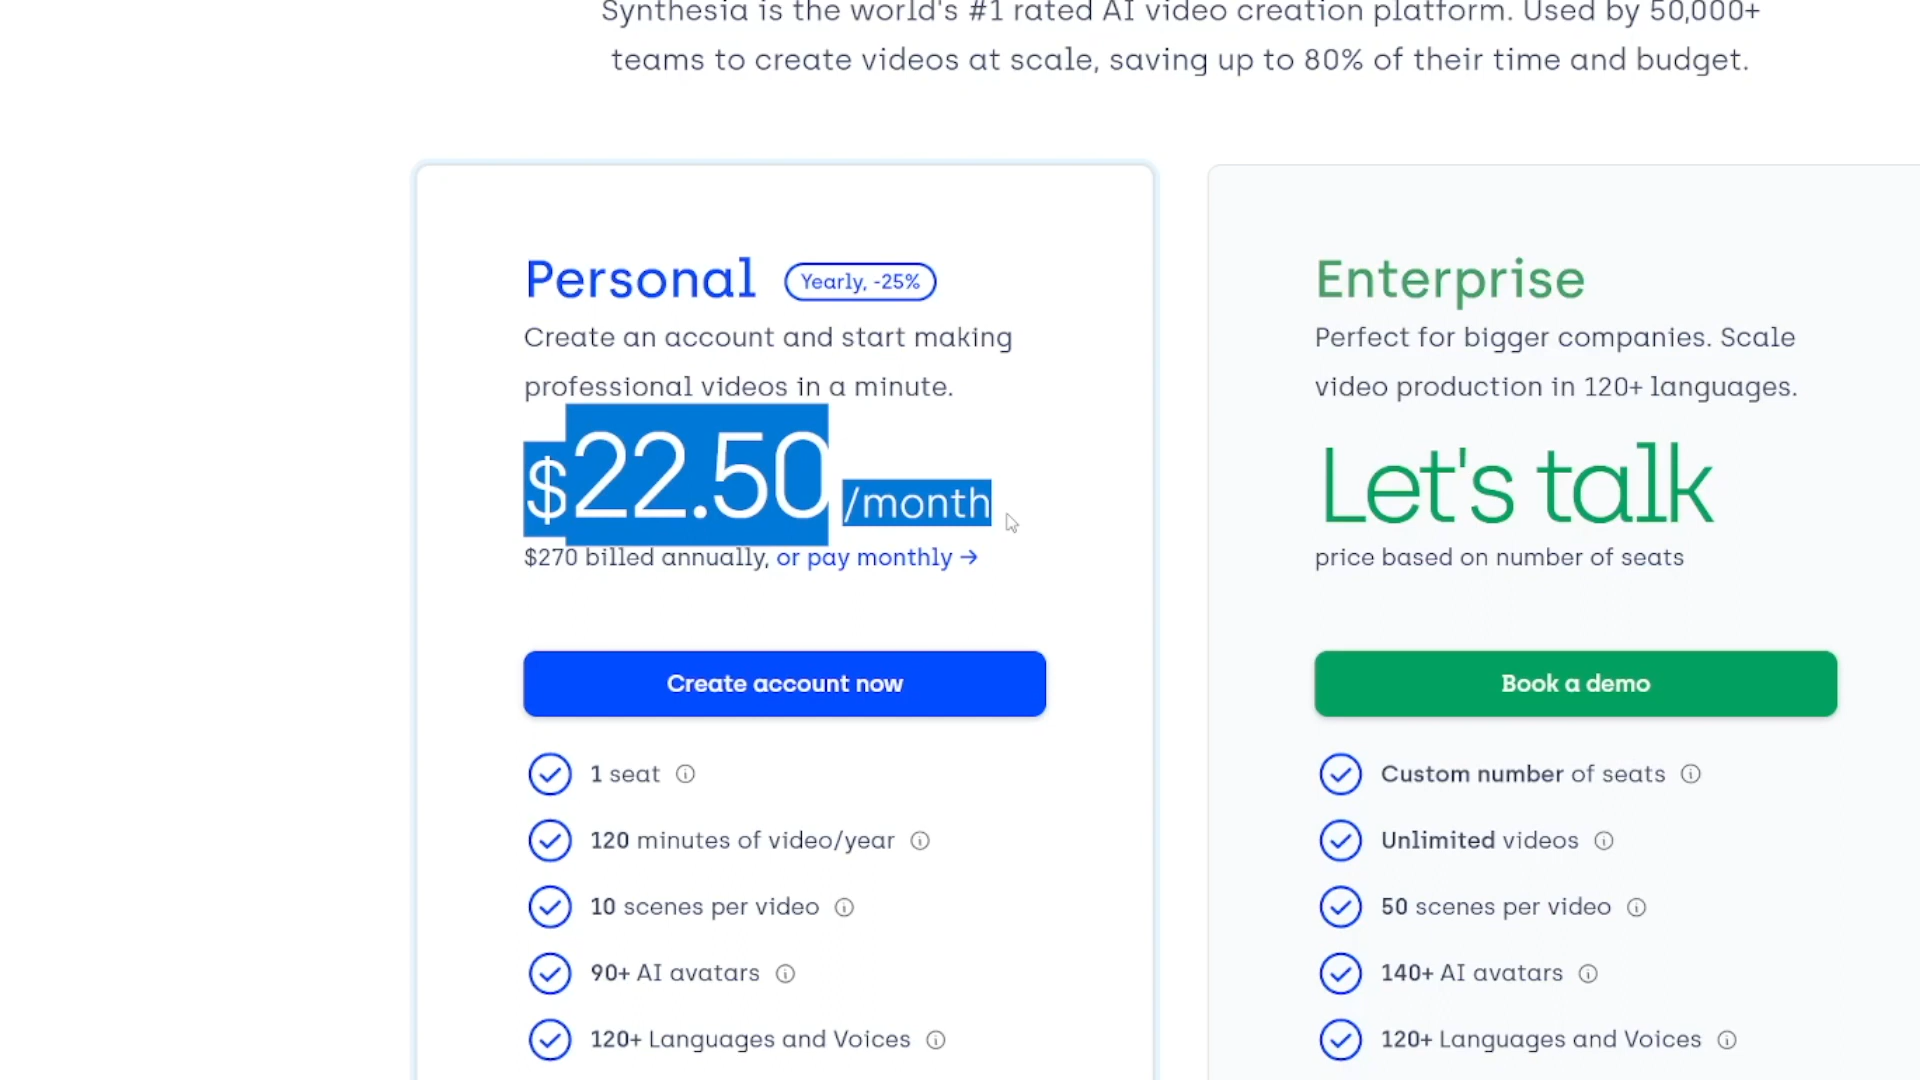 Synthesia is the world's #1 rated AI video creation platform. Used by 50,000+
teams to create videos at scale, saving up to 80% of their time and budget.
Personal
Yearly, -25%
Create an account and start making
professional videos in a minute.
$22.50 /month
$270 billed annually, or pay monthly →
Create account now
1 seat
120 minutes of video/year
10 scenes per video
90+ AI avatars
120+ Languages and Voices
Enterprise
Perfect for bigger companies. Scale
video production in 120+ languages.
Let's talk
price based on number of seats
Book a demo
Custom number of seats
Unlimited videos
50 scenes per video
140+ AI avatars
120+ Languages and Voices